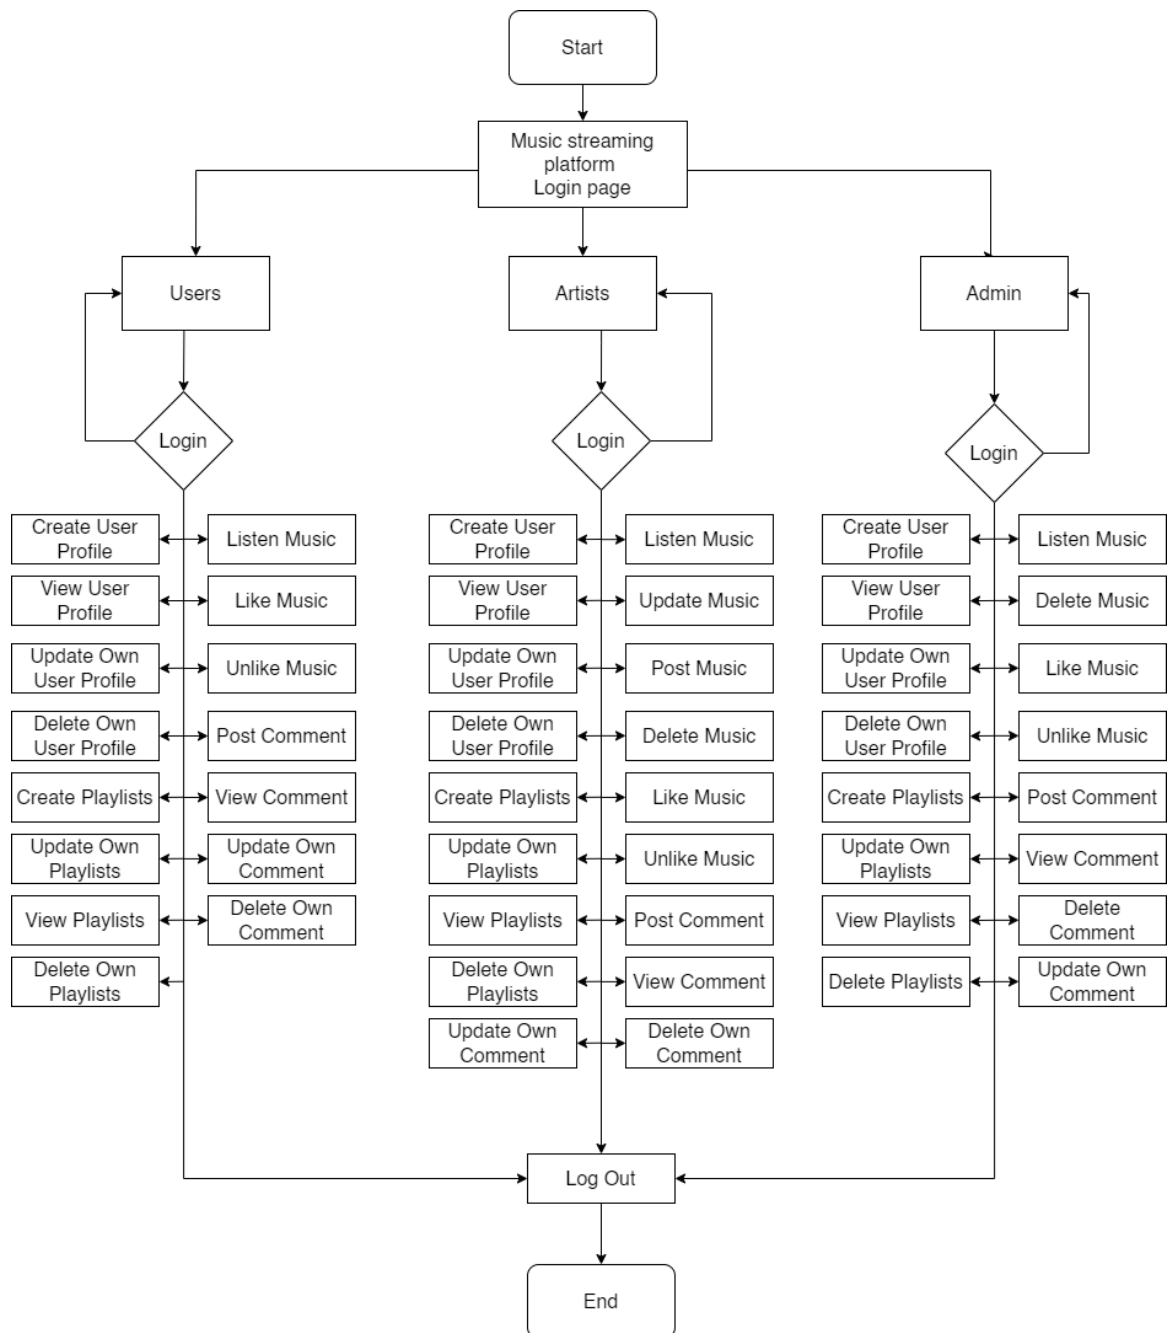 Start
Music streaming
platform
Login page
Users
Artists
Admin
Login
Login
Login
Create User
Profile
Listen Music
View User
Profile
Like Music
Update Own
User Profile
Unlike Music
Delete Own
User Profile
Post Comment
Create Playlists
View Comment
Update Own
Playlists
Update Own
Comment
View Playlists
Delete Own
Comment
Delete Own
Playlists
Create User
Profile
Listen Music
View User
Profile
Update Music
Update Own
User Profile
Post Music
Delete Own
User Profile
Delete Music
Create Playlists
Like Music
Update Own
Playlists
Unlike Music
View Playlists
Post Comment
Delete Own
Playlists
View Comment
Update Own
Comment
Delete Own
Comment
Create User
Profile
Listen Music
View User
Profile
Delete Music
Update Own
User Profile
Like Music
Delete Own
User Profile
Unlike Music
Create Playlists
Post Comment
Update Own
Playlists
View Comment
View Playlists
Delete
Comment
Delete Playlists
Update Own
Comment
Log Out
End